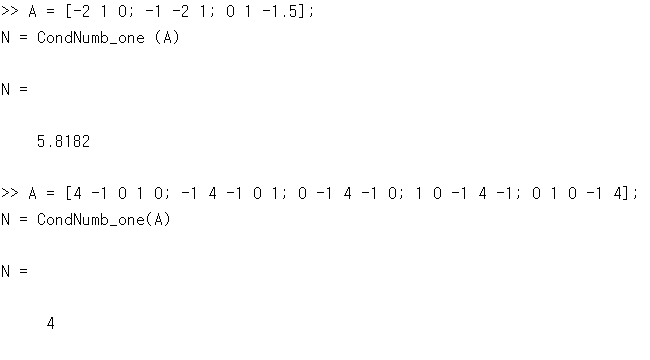 >> A = [-2 1 0; -1 -2 1; 0 1 -1.5];
N = CondNumb_one (A)
N =
5.8182
>> A = [4 -1 0 1 0; -1 4 -1 0 1; 0 -1 4 -1 0; 1 0 -1 4 -1; 0 1 0 -1 4];
N = CondNumb_one(A)
N =
4